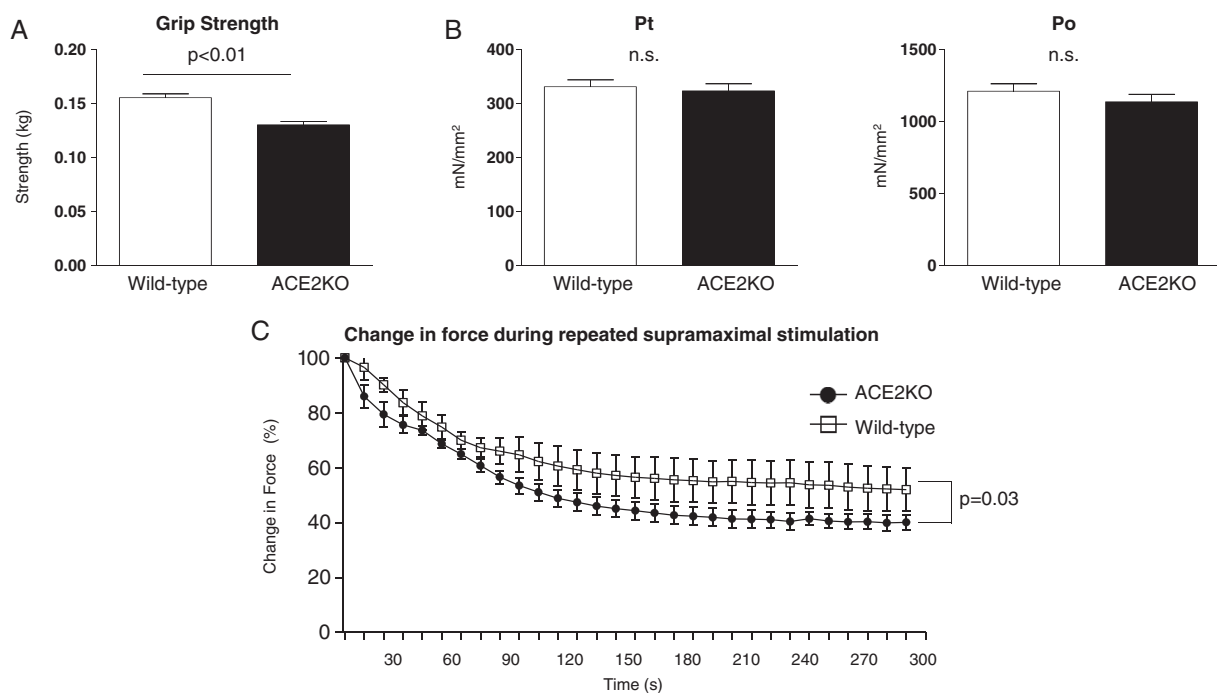 A
Grip Strength
p<0.01
0.20
0.15
0.10
0.05
0.00
Strength (kg)
Wild-type ACE2KO
B
Pt
n.s.
400
300
200
100
0
mN/mm²
Wild-type ACE2KO
Po
n.s.
1500
1000
500
0
mN/mm²
Wild-type ACE2KO
C
Change in force during repeated supramaximal stimulation
100
80
60
40
20
0
Change in Force (%)
ACE2KO
Wild-type
p=0.03
30 60 90 120 150 180 210 240 270 300
Time (s)